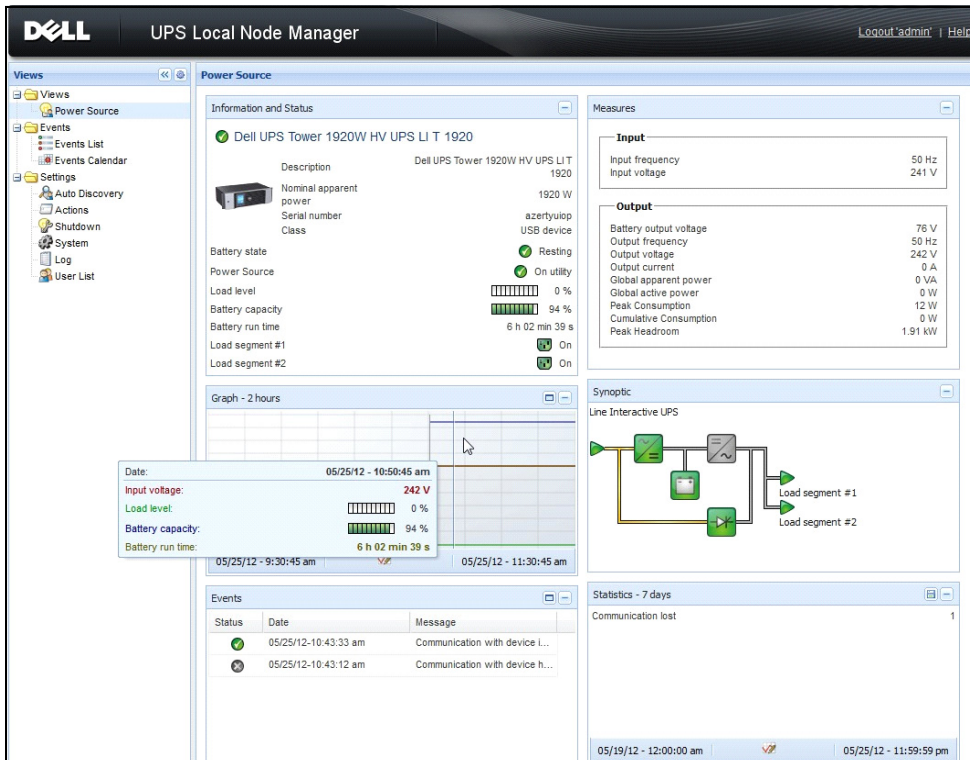 DELL
UPS Local Node Manager
Logout 'admin' | Help
Views
Views
Power Source
Events
Events List
Events Calendar
Settings
Auto Discovery
Actions
Shutdown
System
Log
User List
Power Source
Information and Status
Dell UPS Tower 1920W HV UPS LI T 1920
Description Dell UPS Tower 1920W HV UPS LI T
1920
Nominal apparent
power 1920 W
Serial number azertyuiop
Class USB device
Battery state Resting
Power Source On utility
Load level 0 %
Battery capacity 94 %
Battery run time 6 h 02 min 39 s
Load segment #1 On
Load segment #2 On
Measures
Input
Input frequency 50 Hz
Input voltage 241 V
Output
Battery output voltage 76 V
Output frequency 50 Hz
Output voltage 242 V
Output current 0 A
Global apparent power 0 VA
Global active power 0 W
Peak Consumption 12 W
Cumulative Consumption 0 W
Peak Headroom 1.91 kW
Graph - 2 hours
Date: 05/25/12 - 10:50:45 am
Input voltage: 242 V
Load level: 0 %
Battery capacity: 94 %
Battery run time: 6 h 02 min 39 s
05/25/12 - 9:30:45 am 05/25/12 - 11:30:45 am
Synoptic
Line Interactive UPS
Load segment #1
Load segment #2
Events
Status Date Message
05/25/12-10:43:33 am Communication with device i...
05/25/12-10:43:12 am Communication with device h...
Statistics - 7 days
Communication lost 1
05/19/12 - 12:00:00 am 05/25/12 - 11:59:59 pm